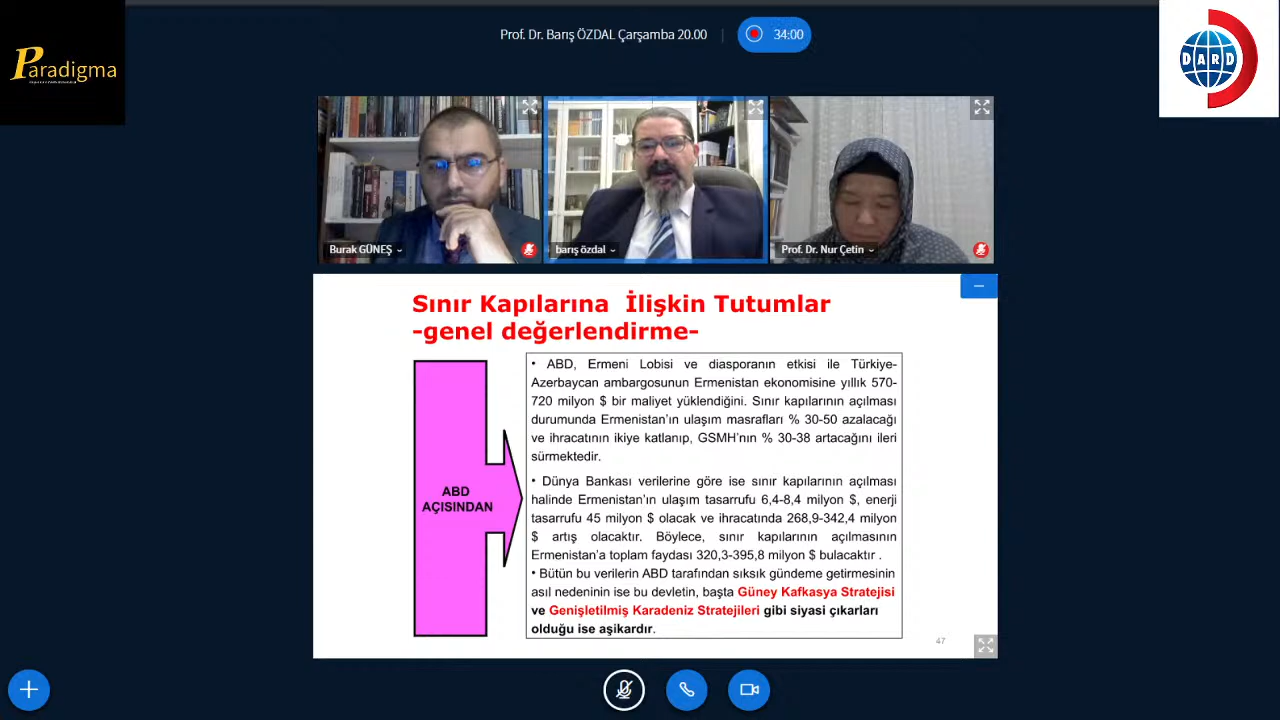 Paradigma
Prof. Dr. Barış ÖZDAL Çarşamba 20.00
34:00
DARD
Burak GÜNEŞ
barış özdal
Prof. Dr. Nur Çetin
Sınır Kapılarına İlişkin Tutumlar
-genel değerlendirme-
ABD
AÇISINDAN
• ABD, Ermeni Lobisi ve diasporanın etkisi ile Türkiye-
Azerbaycan ambargosunun Ermenistan ekonomisine yıllık 570-
720 milyon $ bir maliyet yüklendiğini. Sınır kapılarının açılması
durumunda Ermenistan'ın ulaşım masrafları % 30-50 azalacağı
ve ihracatının ikiye katlanıp, GSMH'nın % 30-38 artacağını ileri
sürmektedir.
• Dünya Bankası verilerine göre ise sınır kapılarının açılması
halinde Ermenistan'ın ulaşım tasarrufu 6,4-8,4 milyon $, enerji
tasarrufu 45 milyon $ olacak ve ihracatında 268,9-342,4 milyon
$ artış olacaktır. Böylece, sınır kapılarının açılmasının
Ermenistan'a toplam faydası 320,3-395,8 milyon $ bulacaktır .
• Bütün bu verilerin ABD tarafından sıksık gündeme getirmesinin
asıl nedeninin ise bu devletin, başta Güney Kafkasya Stratejisi
ve Genişletilmiş Karadeniz Stratejileri gibi siyasi çıkarları
olduğu ise aşikardır.
47